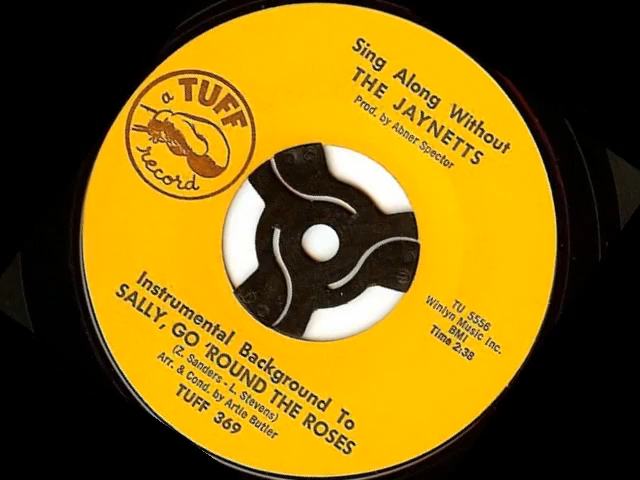 Sing Along Without
THE JAYNETTS
Prod. by Abner Spector
a TUFF
record
TU 5556
Winlyn Music Inc.
BMI
Time 2:38
Instrumental Background To
SALLY, GO 'ROUND THE ROSES
(Z. Sanders - L. Stevens)
Arr. & Cond. by Artie Butler
TUFF 369